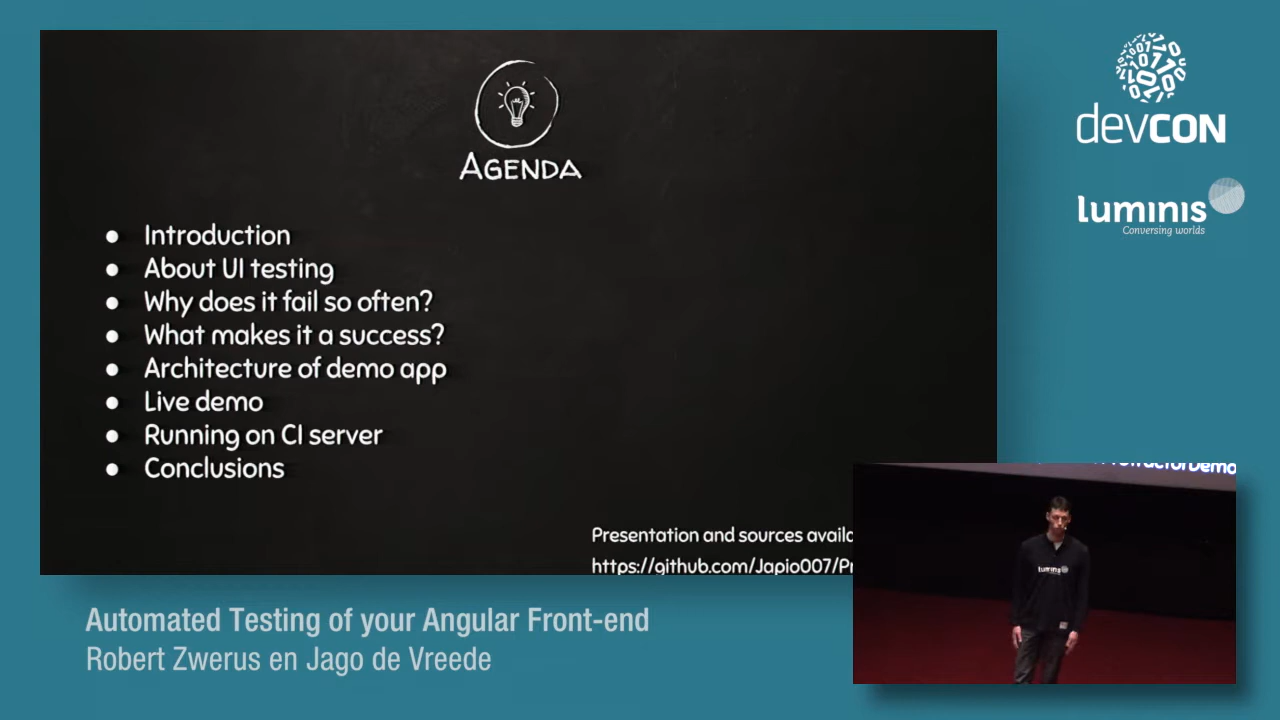 AGENDA
● Introduction
● About UI testing
● Why does it fail so often?
● What makes it a success?
● Architecture of demo app
● Live demo
● Running on CI server
● Conclusions
Presentation and sources
https://github.com/Japio007/
devCON
luminis
Conversing worlds
luminis
Automated Testing of your Angular Front-end
Robert Zwerus en Jago de Vreede